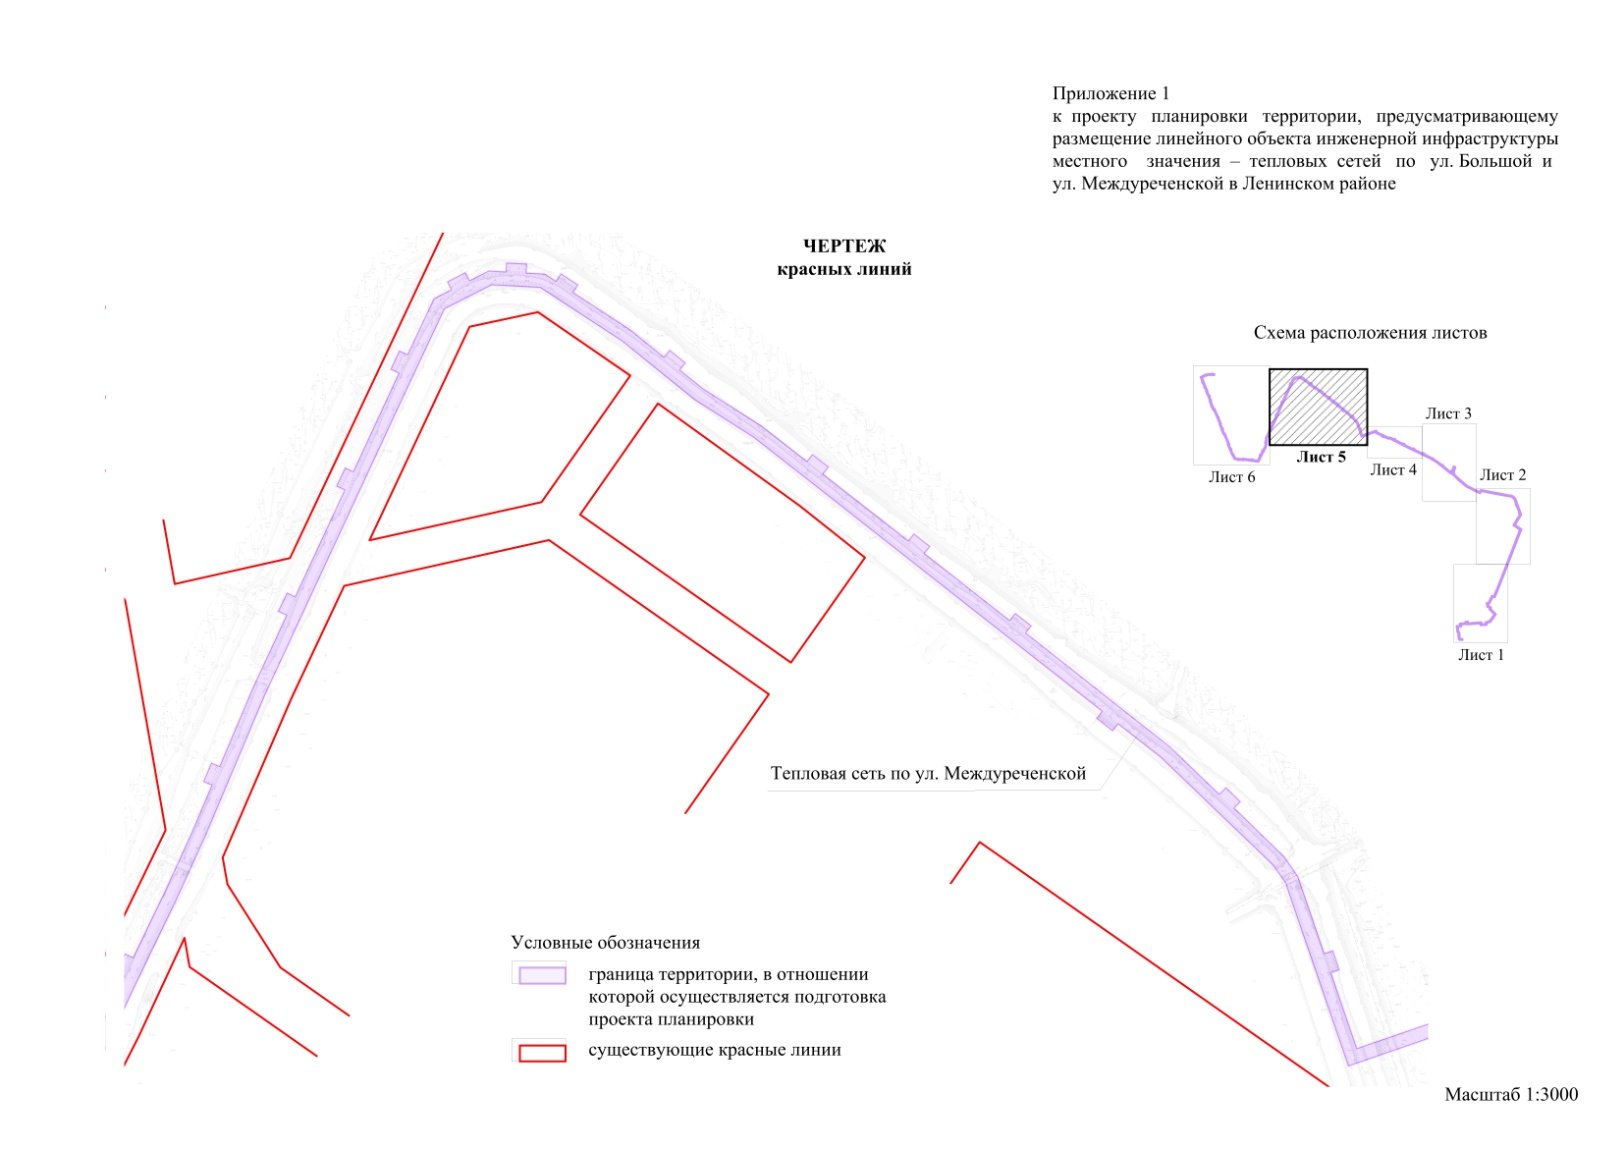 Приложение 1
к проекту планировки территории, предусматривающему
размещение линейного объекта инженерной инфраструктуры
местного значения – тепловых сетей по ул. Большой и
ул. Междуреченской в Ленинском районе
ЧЕРТЕЖ
красных линий
Схема расположения листов
Лист 3
Лист 5
Лист 4
Лист 6
Лист 2
Лист 1
Тепловая сеть по ул. Междуреченской
Условные обозначения
граница территории, в отношении
которой осуществляется подготовка
проекта планировки
существующие красные линии
Масштаб 1:3000